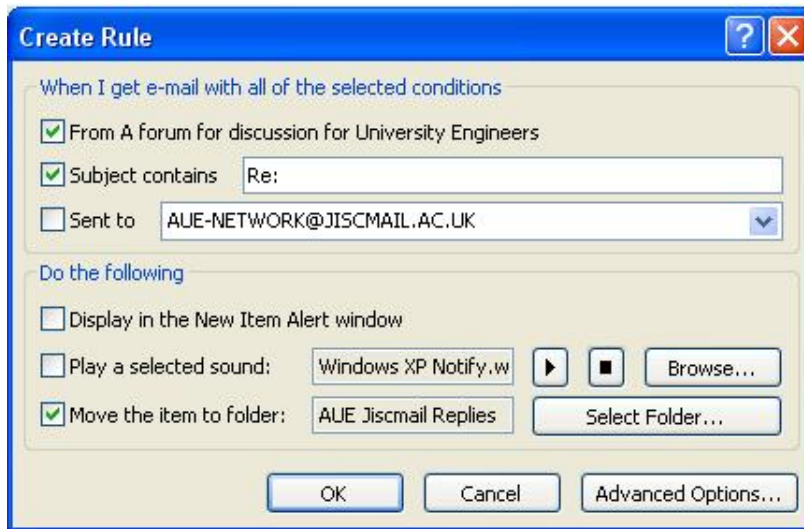 Create Rule
When I get e-mail with all of the selected conditions
From A forum for discussion for University Engineers
Subject contains Re:
Sent to AUE-NETWORK@JISCMAIL.AC.UK
Do the following
Display in the New Item Alert window
Play a selected sound: Windows XP Notify.w Browse...
Move the item to folder: AUE Jiscmail Replies Select Folder...
OK Cancel Advanced Options...